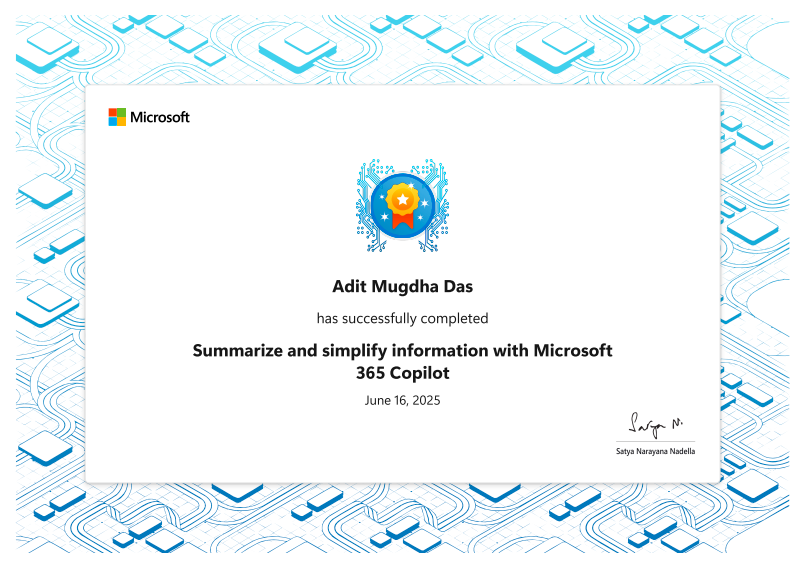 Microsoft
Adit Mugdha Das
has successfully completed
Summarize and simplify information with Microsoft
365 Copilot
June 16, 2025
Satya N.
Satya Narayana Nadella